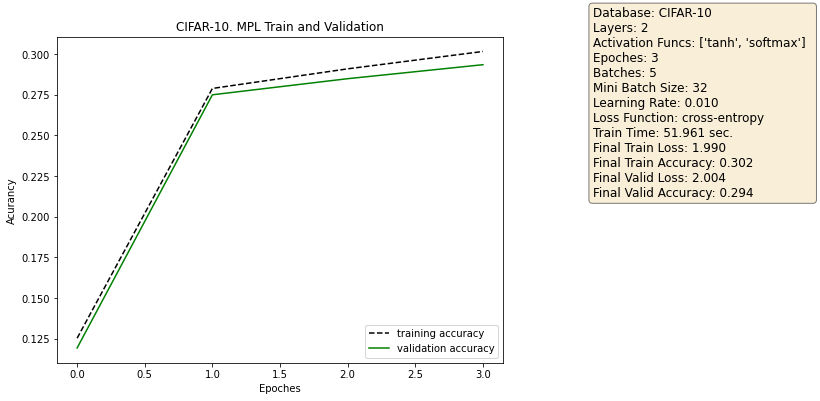 CIFAR-10. MPL Train and Validation
0.300
0.275
0.250
0.225
0.200
0.175
0.150
0.125
Acurancy
0.0 0.5 1.0 1.5 2.0 2.5 3.0
Epoches
training accuracy
validation accuracy
Database: CIFAR-10
Layers: 2
Activation Funcs: ['tanh', 'softmax']
Epoches: 3
Batches: 5
Mini Batch Size: 32
Learning Rate: 0.010
Loss Function: cross-entropy
Train Time: 51.961 sec.
Final Train Loss: 1.990
Final Train Accuracy: 0.302
Final Valid Loss: 2.004
Final Valid Accuracy: 0.294